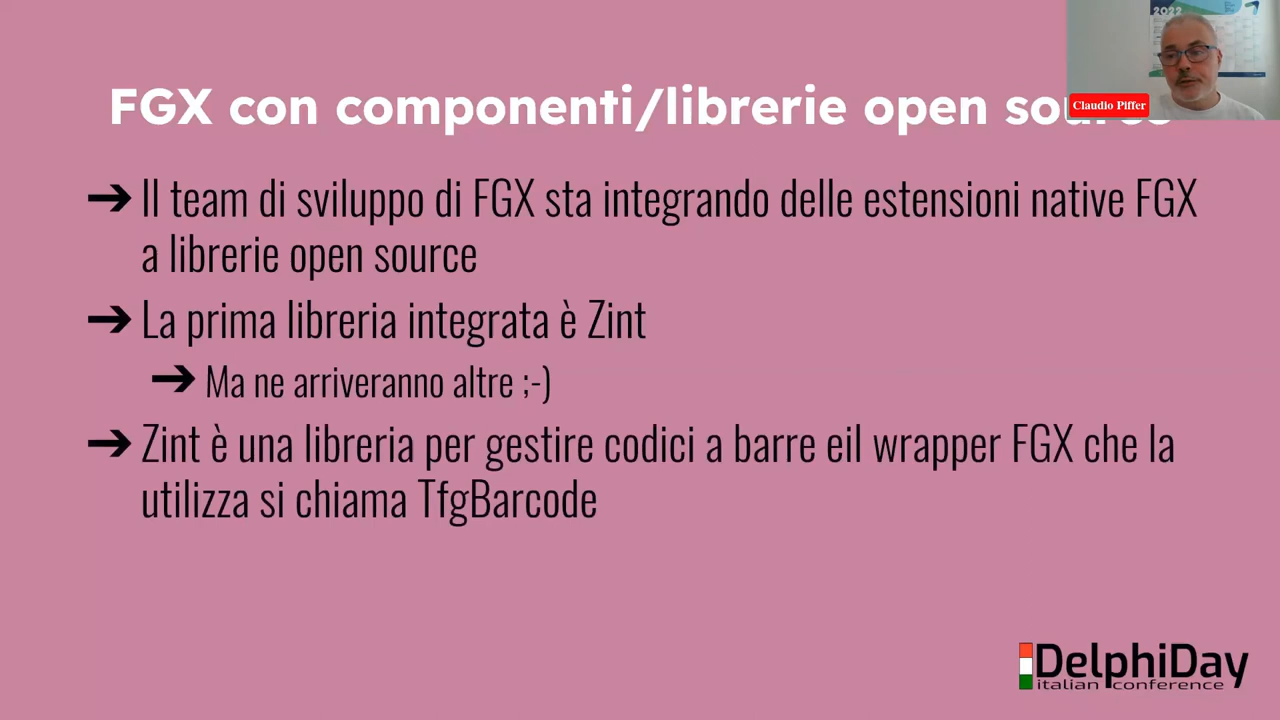 2022
Claudio Piffer
FGX con componenti/librerie open
➔ Il team di sviluppo di FGX sta integrando delle estensioni native FGX
a librerie open source
➔ La prima libreria integrata è Zint
➔ Ma ne arriveranno altre ;-)
➔ Zint è una libreria per gestire codici a barre eil wrapper FGX che la
utilizza si chiama TfgBarcode
DelphiDay
italian conference